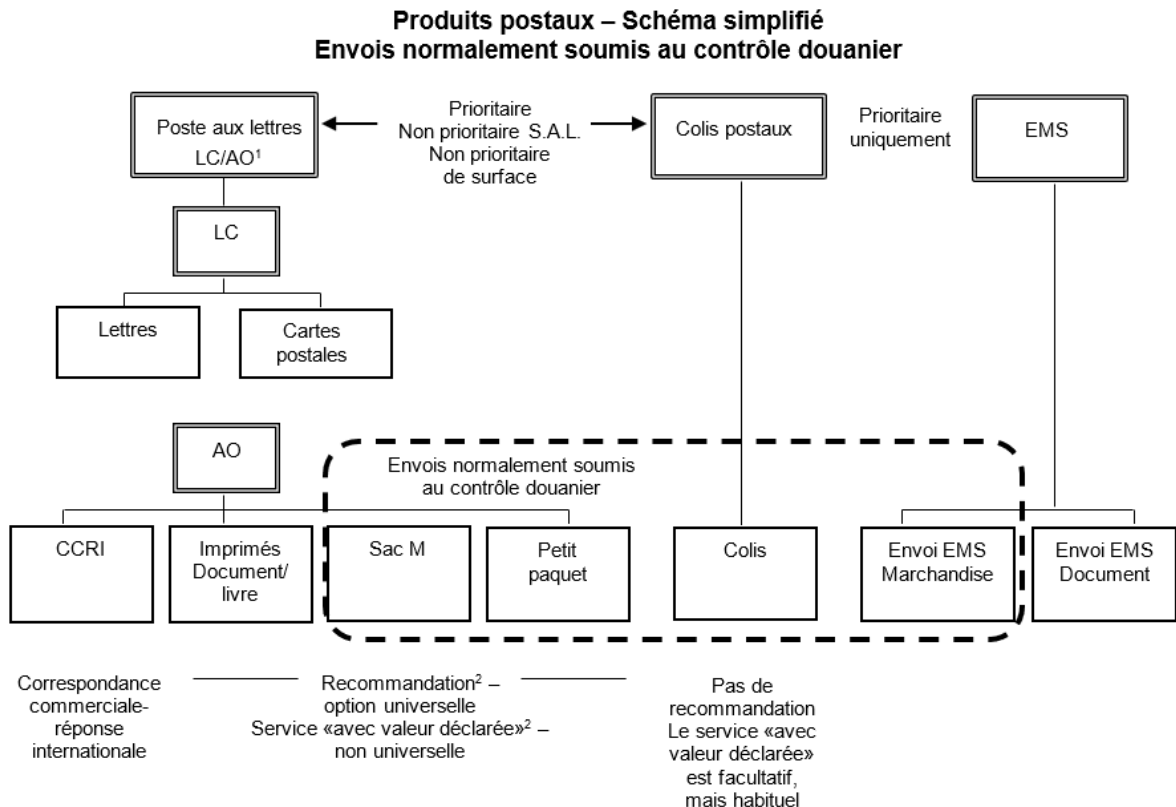 Produits postaux – Schéma simplifié
Envois normalement soumis au contrôle douanier
Poste aux lettres
LC/AO¹
Prioritaire
Non prioritaire S.A.L.
Non prioritaire
de surface
Colis postaux
Prioritaire
uniquement
EMS
LC
Lettres
Cartes
postales
AO
Envois normalement soumis
au contrôle douanier
CCRI
Imprimés
Document/
livre
Sac M
Petit
paquet
Colis
Envoi EMS
Marchandise
Envoi EMS
Document
Correspondance
commerciale-
réponse
internationale
Recommandation² –
option universelle
Service «avec valeur déclarée»² –
non universelle
Pas de
recommandation
Le service «avec
valeur déclarée»
est facultatif,
mais habituel